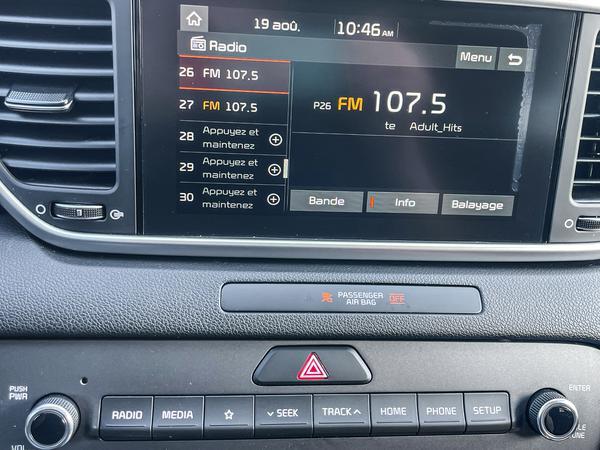 19 aoû. 10:46 AM
Radio Menu
26 FM 107.5
27 FM 107.5
28 Appuyez et
maintenez
29 Appuyez et
maintenez
30 Appuyez et
maintenez
P26 FM 107.5
te Adult_Hits
Bande Info Balayage
PASSENGER
AIR BAG OFF
PUSH
PWR
VOL
RADIO MEDIA SEEK TRACK HOME PHONE SETUP
ENTER